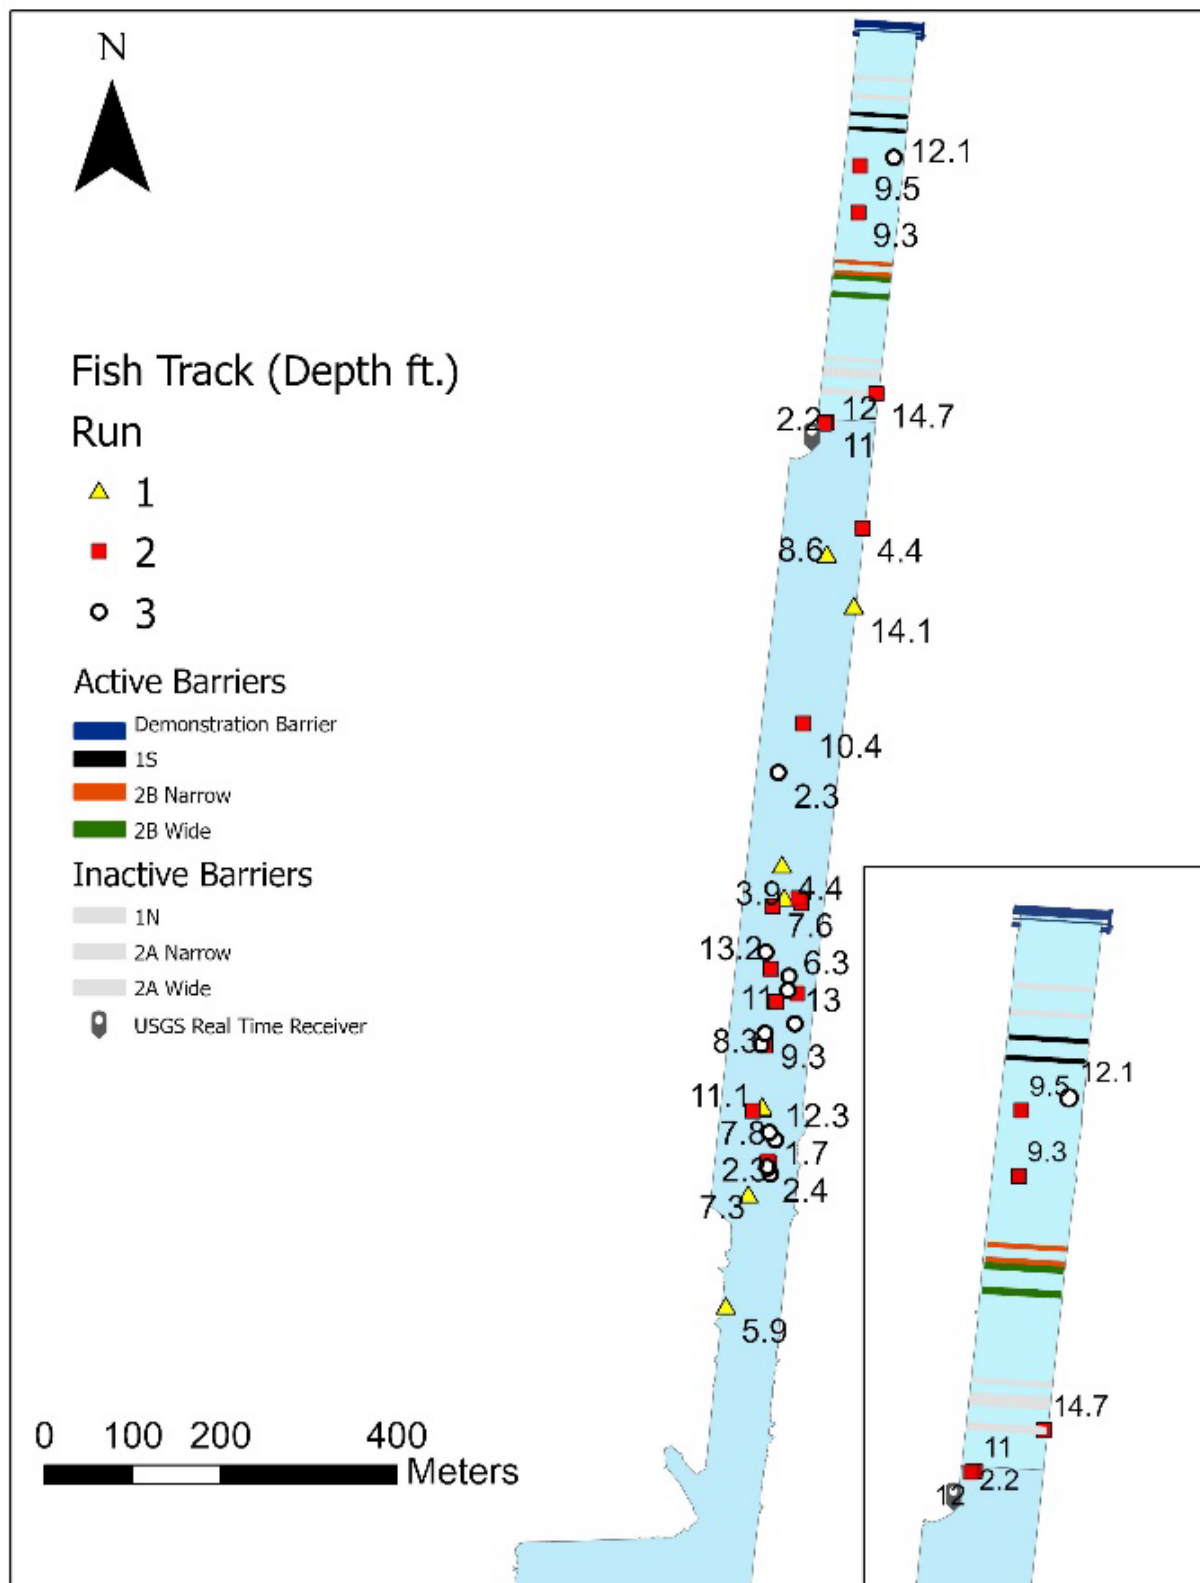 N
Fish Track (Depth ft.)
Run
1
2
3
Active Barriers
Demonstration Barrier
1S
2B Narrow
2B Wide
Inactive Barriers
1N
2A Narrow
2A Wide
USGS Real Time Receiver
0 100 200 400
Meters
12.1
9.5
9.3
2.2 12 14.7
11
8.6 4.4
14.1
10.4
2.3
3.9 4.4
7.6
13.2 6.3
11 13
8.3 9.3
11.1 12.3
7.8 1.7
2.3 2.4
7.3
5.9
9.5 12.1
9.3
14.7
11
2.2
12